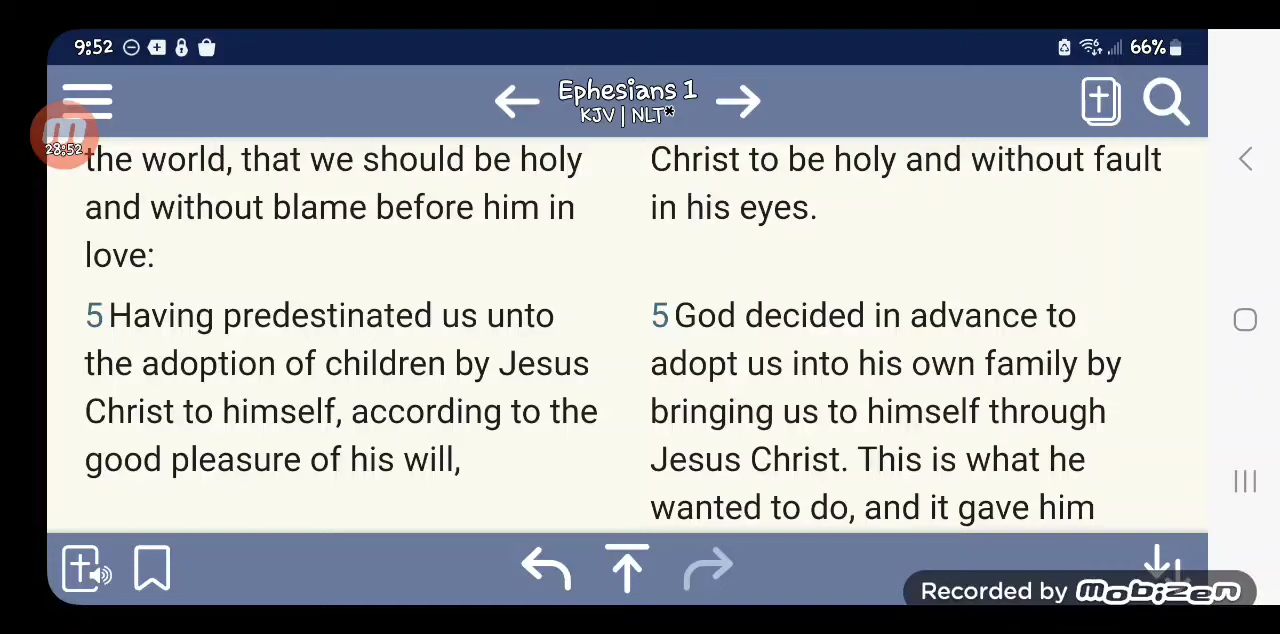 9:52
66%
Ephesians 1
KJV | NLT*
28:52
the world, that we should be holy
and without blame before him in
love:
5 Having predestinated us unto
the adoption of children by Jesus
Christ to himself, according to the
good pleasure of his will,
Christ to be holy and without fault
in his eyes.
5 God decided in advance to
adopt us into his own family by
bringing us to himself through
Jesus Christ. This is what he
wanted to do, and it gave him
Recorded by mobizen